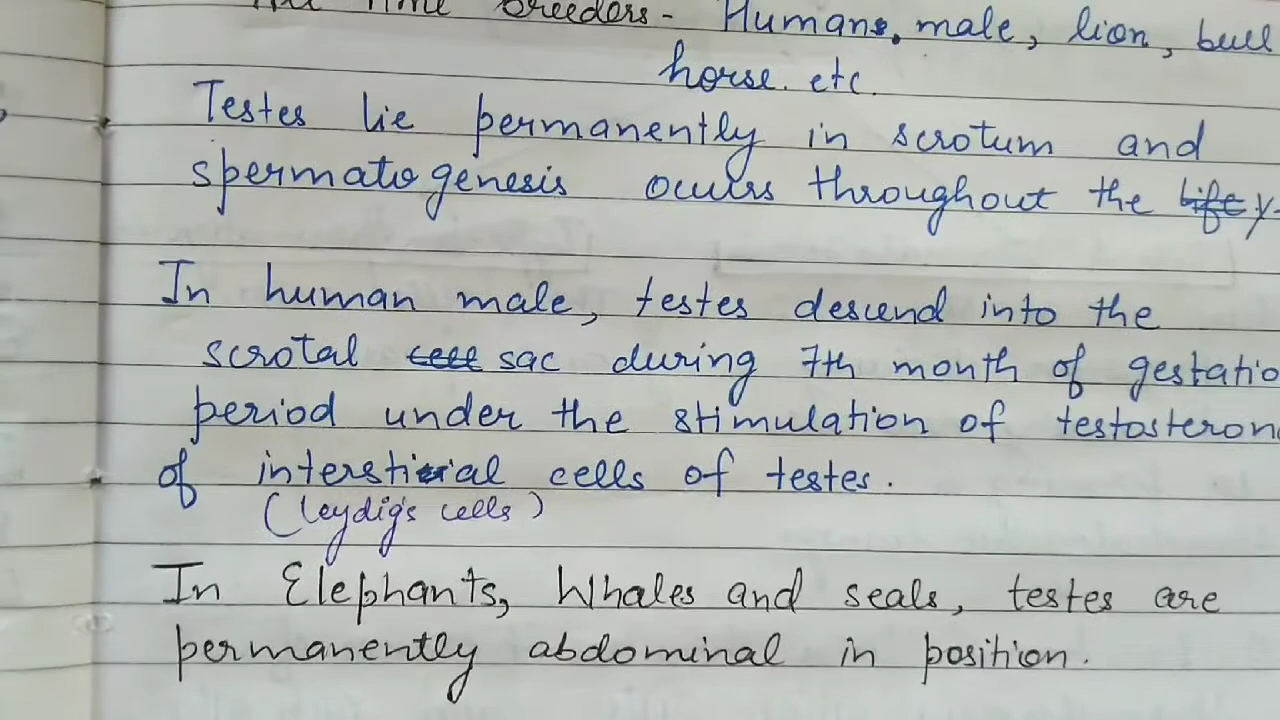 All Time breeders - Humans, male, lion, bull
horse. etc.
Testes lie permanently in scrotum and
spermatogenesis occurs throughout the life y
In human male, testes descend into the
scrotal sac during 7th month of gestatio
period under the stimulation of testosteron
of interstitial cells of testes.
(leydig's cells)
In Elephants, Whales and seals, testes are
permanently abdominal in position.